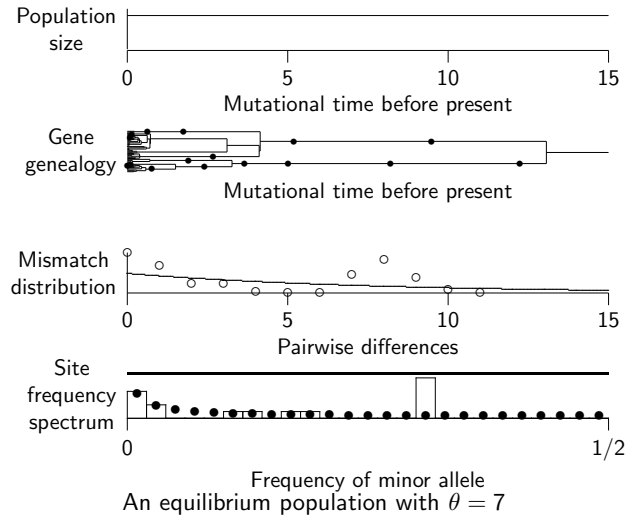 Population
size
0 5 10 15
Mutational time before present
Gene
genealogy
Mutational time before present
Mismatch
distribution
0 5 10 15
Pairwise differences
Site
frequency
spectrum
0 1/2
Frequency of minor allele
An equilibrium population with θ = 7